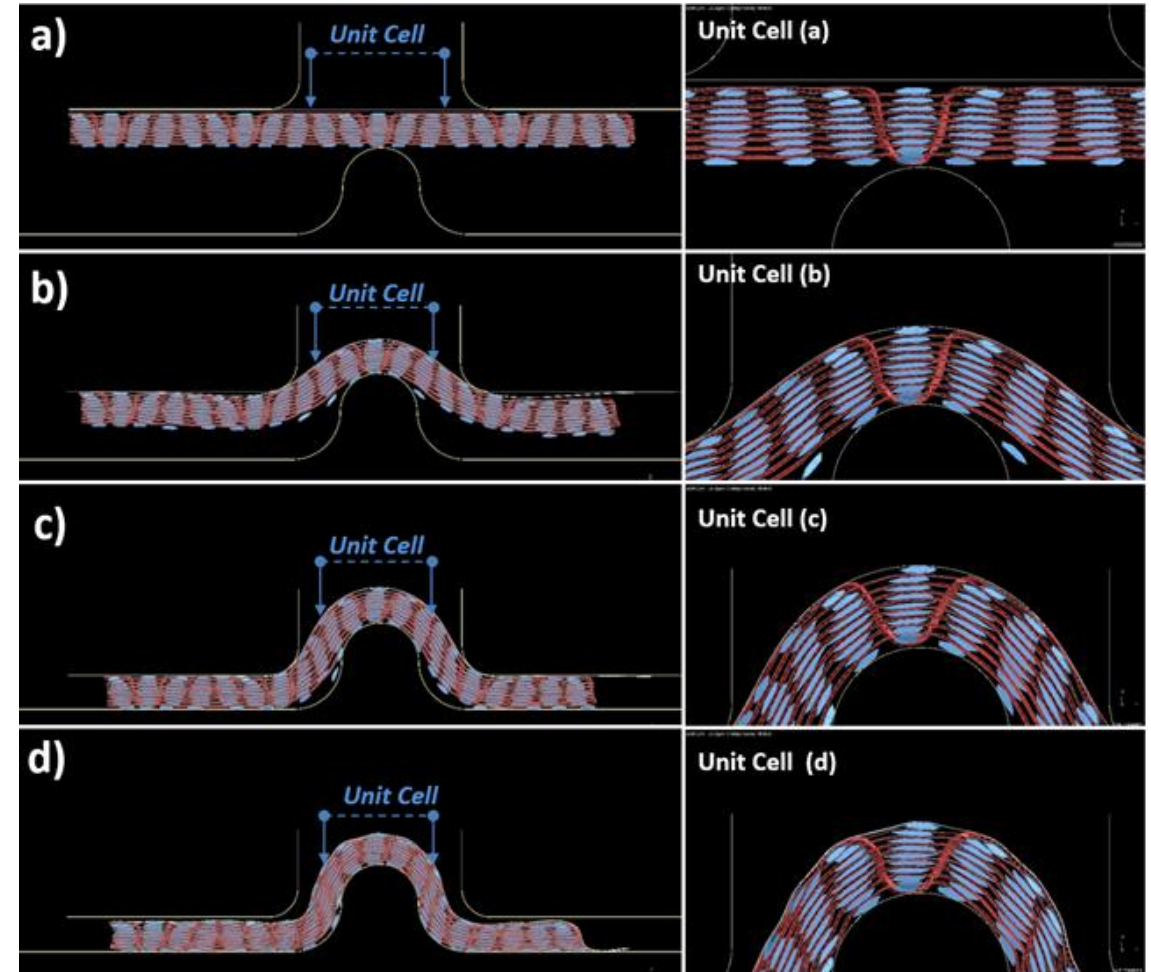 a)
Unit Cell
Unit Cell (a)
b)
Unit Cell
Unit Cell (b)
c)
Unit Cell
Unit Cell (c)
d)
Unit Cell
Unit Cell (d)